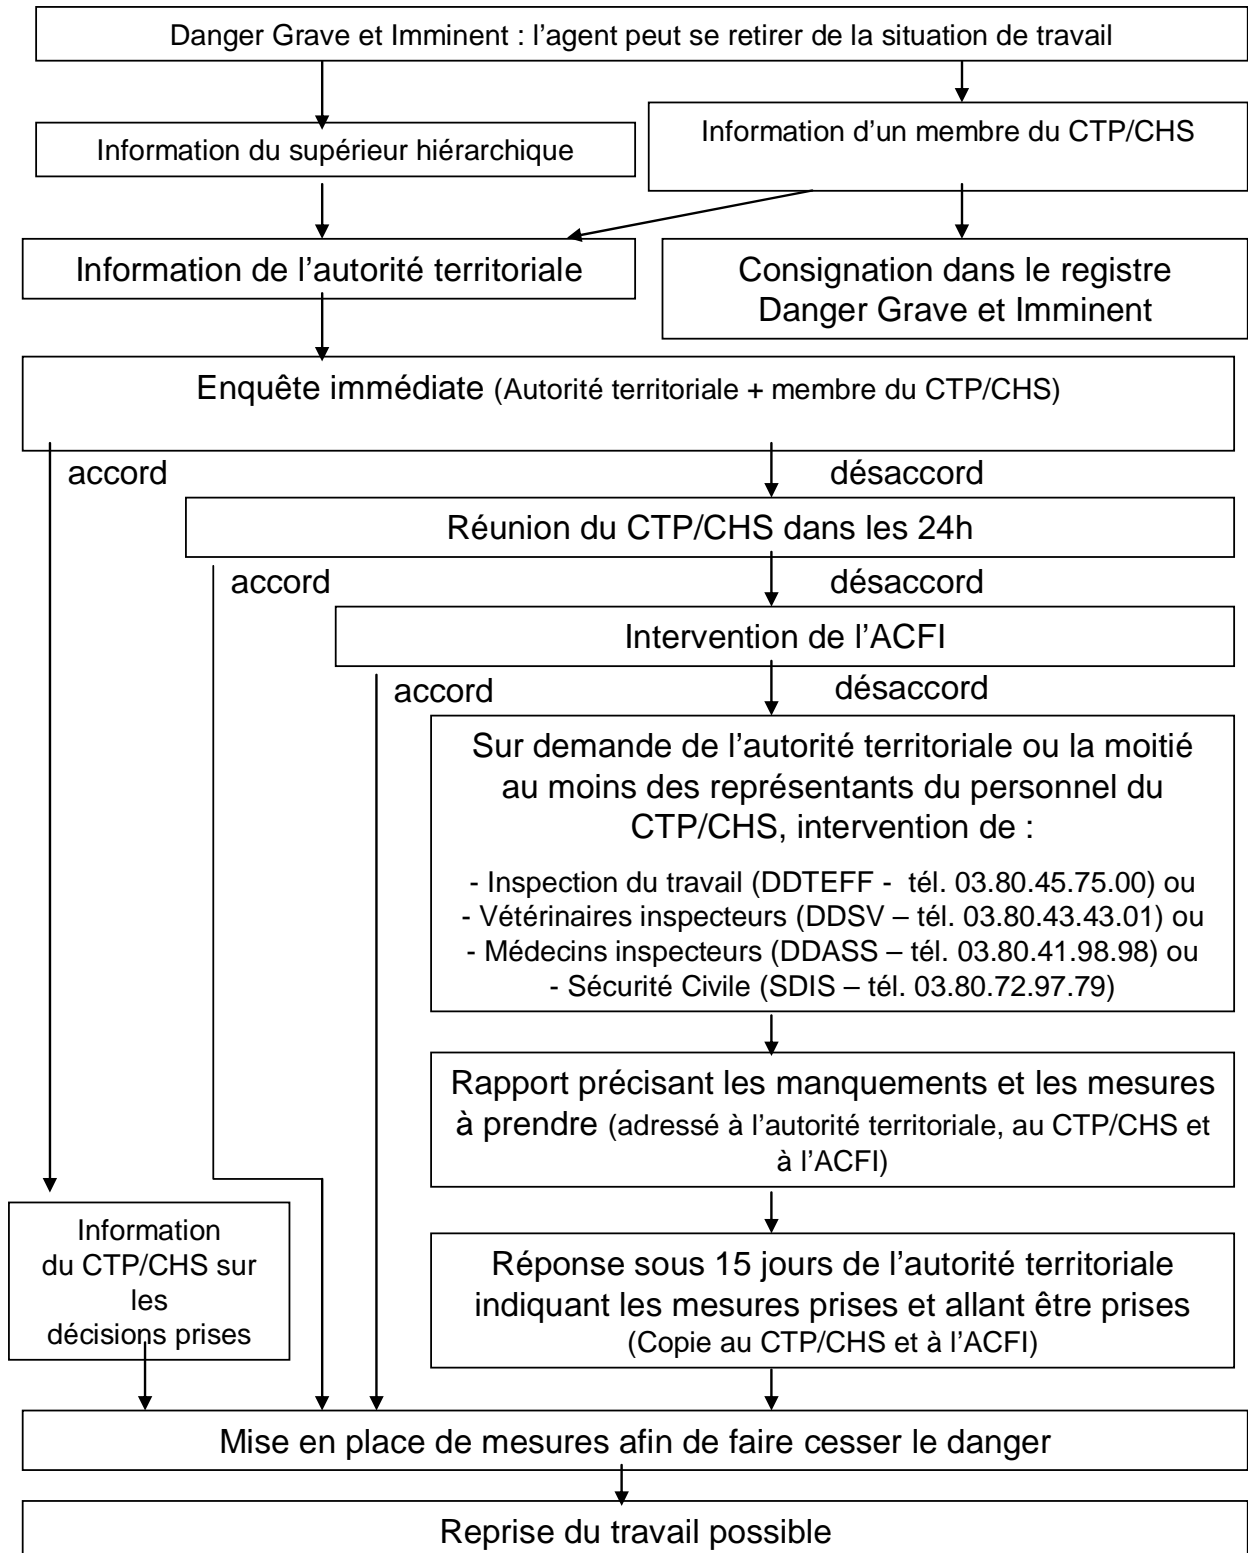 Danger Grave et Imminent : l’agent peut se retirer de la situation de travail
Information du supérieur hiérarchique
Information d’un membre du CTP/CHS
Information de l’autorité territoriale
Consignation dans le registre
Danger Grave et Imminent
Enquête immédiate (Autorité territoriale + membre du CTP/CHS)
accord
désaccord
Réunion du CTP/CHS dans les 24h
accord
désaccord
Intervention de l’ACFI
accord
désaccord
Sur demande de l’autorité territoriale ou la moitié
au moins des représentants du personnel du
CTP/CHS, intervention de :
- Inspection du travail (DDTEFF - tél. 03.80.45.75.00) ou
- Vétérinaires inspecteurs (DDSV – tél. 03.80.43.43.01) ou
- Médecins inspecteurs (DDASS – tél. 03.80.41.98.98) ou
- Sécurité Civile (SDIS – tél. 03.80.72.97.79)
Rapport précisant les manquements et les mesures
à prendre (adressé à l’autorité territoriale, au CTP/CHS et
à l’ACFI)
Information
du CTP/CHS sur
les
décisions prises
Réponse sous 15 jours de l’autorité territoriale
indiquant les mesures prises et allant être prises
(Copie au CTP/CHS et à l’ACFI)
Mise en place de mesures afin de faire cesser le danger
Reprise du travail possible